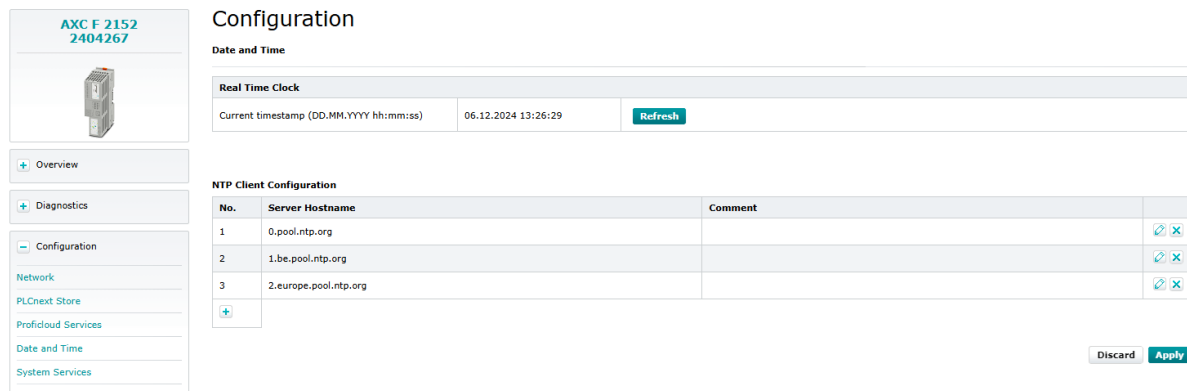 AXC F 2152
2404267
Overview
Diagnostics
Configuration
Network
PLCnext Store
Proficloud Services
Date and Time
System Services
Configuration
Date and Time
Real Time Clock
Current timestamp (DD.MM.YYYY hh:mm:ss) 06.12.2024 13:26:29 Refresh
NTP Client Configuration
No. Server Hostname Comment
1 0.pool.ntp.org
2 1.be.pool.ntp.org
3 2.europe.pool.ntp.org
Discard Apply